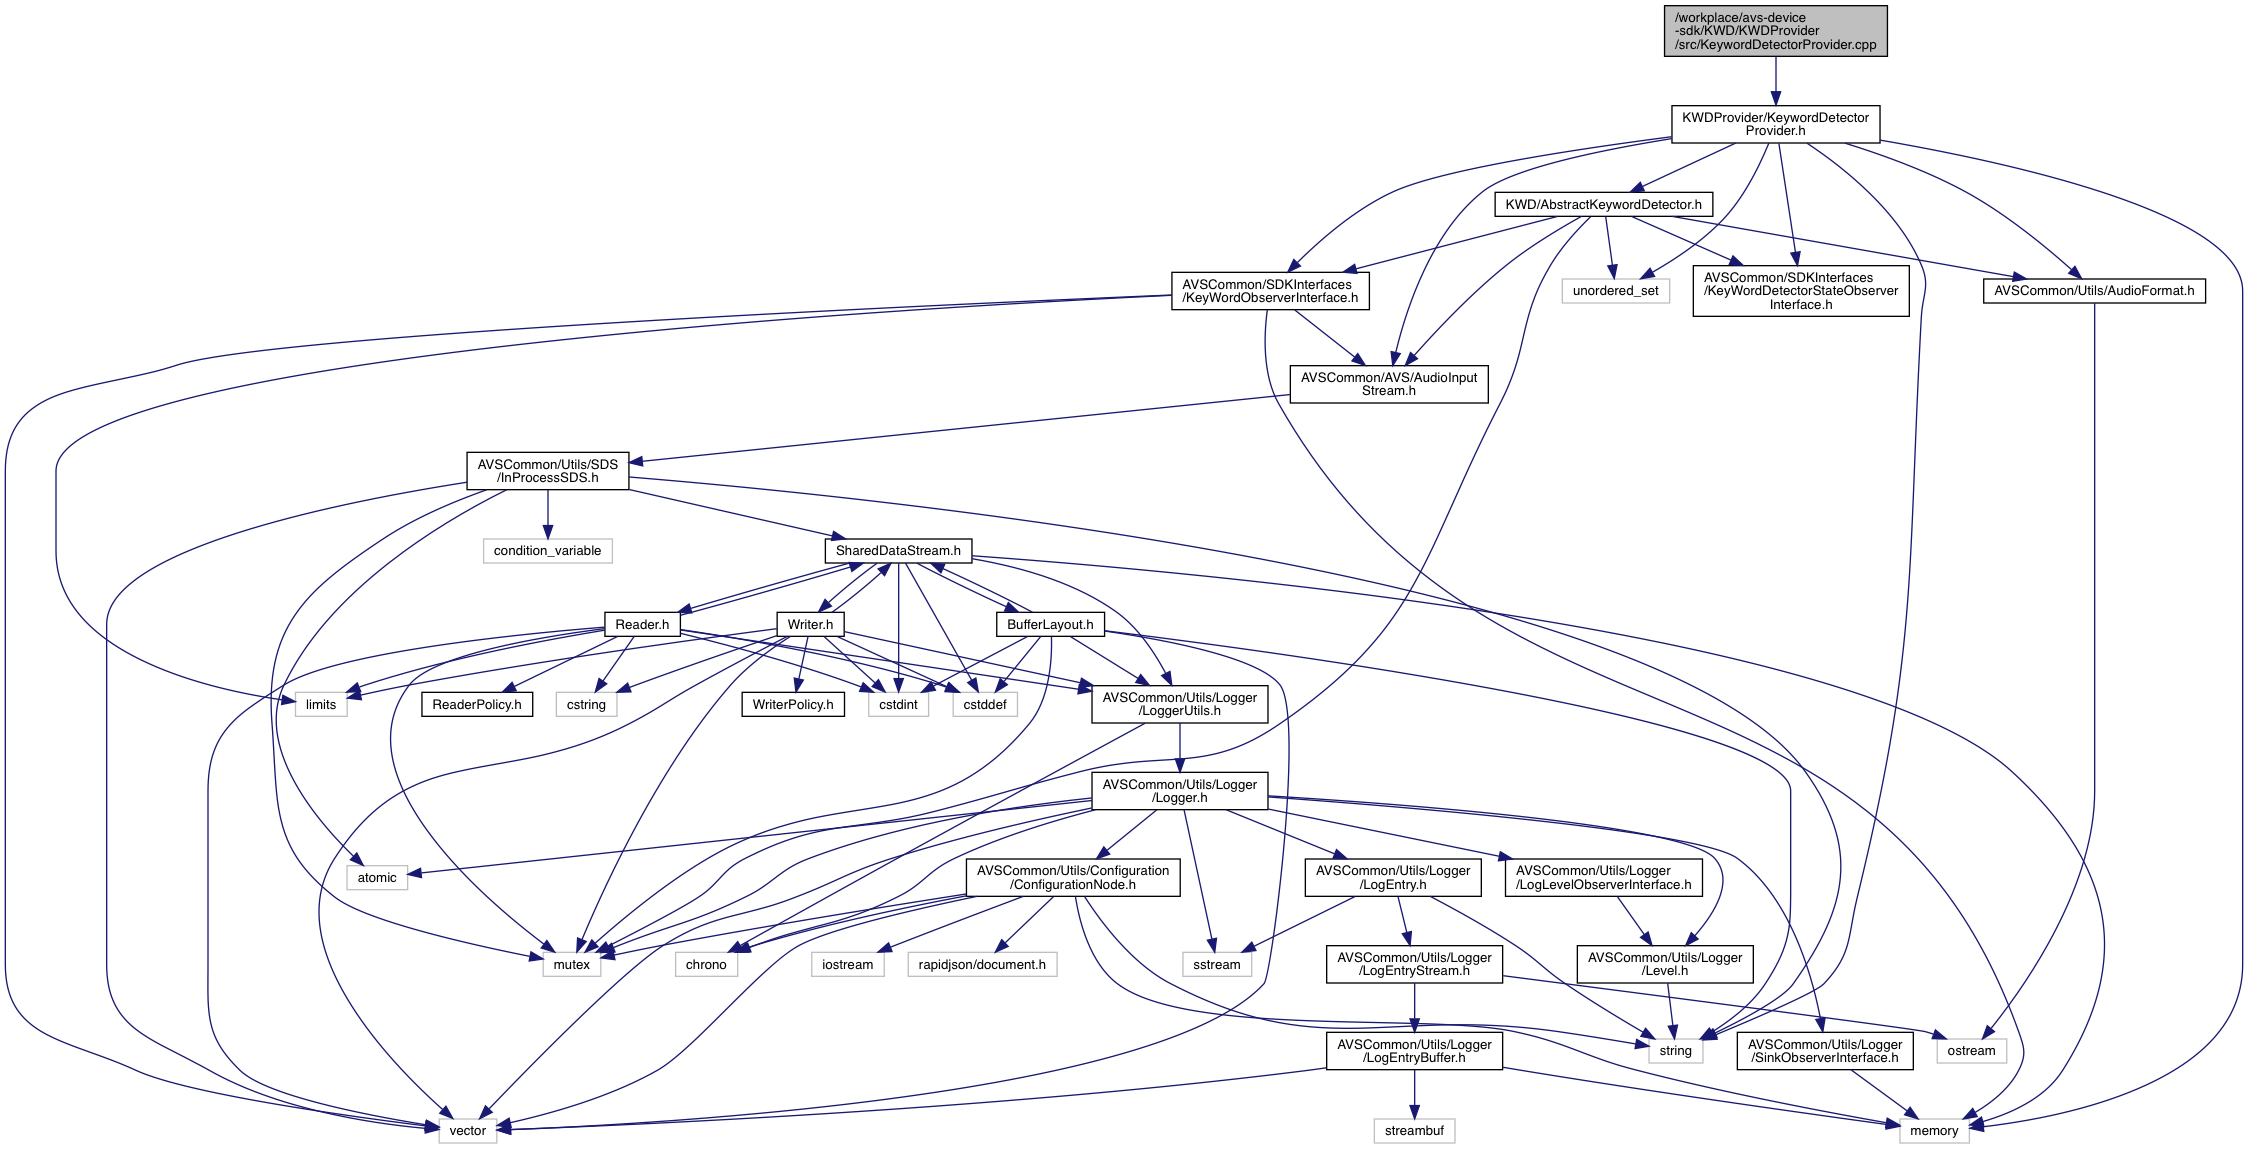 /workplace/avs-device
-sdk/KWD/KWDProvider
/src/KeywordDetectorProvider.cpp
KWDProvider/KeywordDetector
Provider.h
KWD/AbstractKeywordDetector.h
AVSCommon/SDKInterfaces
/KeyWordObserverInterface.h
unordered_set
AVSCommon/SDKInterfaces
/KeyWordDetectorStateObserver
Interface.h
AVSCommon/Utils/AudioFormat.h
AVSCommon/AVS/AudioInput
Stream.h
AVSCommon/Utils/SDS
/InProcessSDS.h
condition_variable
SharedDataStream.h
Reader.h
Writer.h
BufferLayout.h
limits
ReaderPolicy.h
cstring
WriterPolicy.h
cstdint
cstddef
AVSCommon/Utils/Logger
/LoggerUtils.h
AVSCommon/Utils/Logger
/Logger.h
atomic
AVSCommon/Utils/Configuration
/ConfigurationNode.h
AVSCommon/Utils/Logger
/LogEntry.h
AVSCommon/Utils/Logger
/LogLevelObserverInterface.h
mutex
chrono
iostream
rapidjson/document.h
sstream
AVSCommon/Utils/Logger
/LogEntryStream.h
AVSCommon/Utils/Logger
/Level.h
AVSCommon/Utils/Logger
/LogEntryBuffer.h
string
AVSCommon/Utils/Logger
/SinkObserverInterface.h
ostream
vector
streambuf
memory